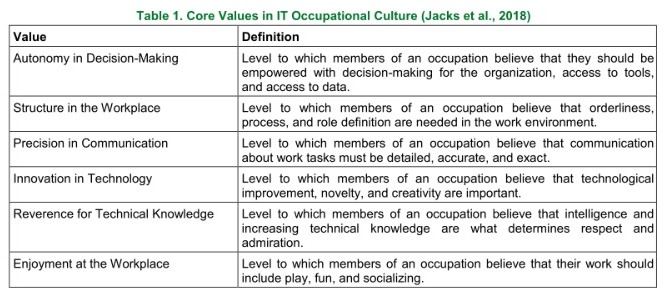 Table 1. Core Values in IT Occupational Culture (Jacks et al., 2018)
Value Definition
Autonomy in Decision-Making Level to which members of an occupation believe that they should be
empowered with decision-making for the organization, access to tools,
and access to data.
Structure in the Workplace Level to which members of an occupation believe that orderliness,
process, and role definition are needed in the work environment.
Precision in Communication Level to which members of an occupation believe that communication
about work tasks must be detailed, accurate, and exact.
Innovation in Technology Level to which members of an occupation believe that technological
improvement, novelty, and creativity are important.
Reverence for Technical Knowledge Level to which members of an occupation believe that intelligence and
increasing technical knowledge are what determines respect and
admiration.
Enjoyment at the Workplace Level to which members of an occupation believe that their work should
include play, fun, and socializing.